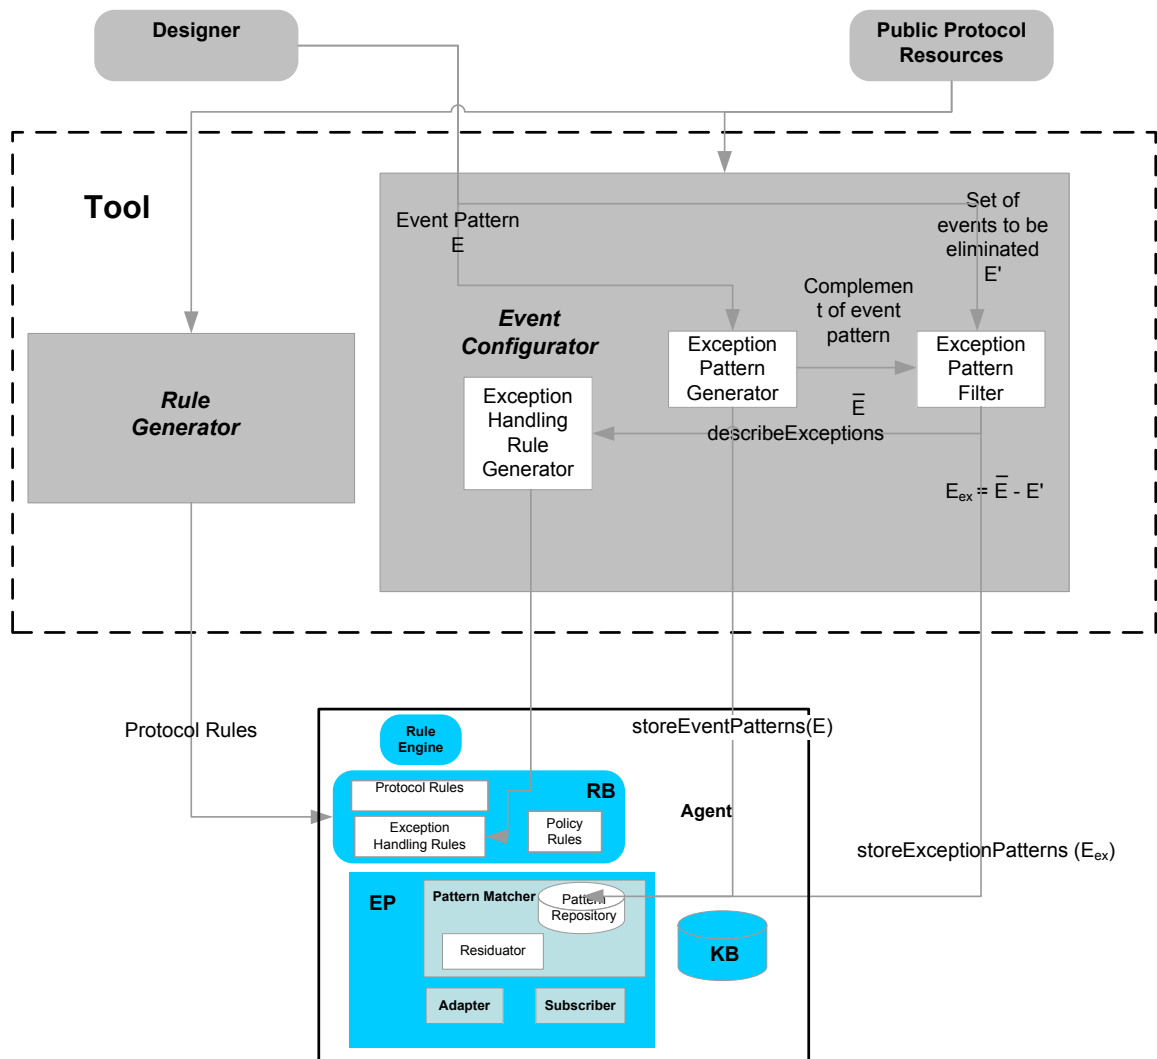 Designer
Public Protocol
Resources
Tool
Event Pattern
E
Set of
events to be
eliminated
E'
Complemen
t of event
pattern
Event
Configurator
Exception
Pattern
Generator
Exception
Pattern
Filter
Rule
Generator
Exception
Handling
Rule
Generator
E̅
describeExceptions
Eₑₓ = E̅ - E'
Protocol Rules
storeEventPatterns(E)
Rule
Engine
Protocol Rules
RB
Exception
Handling Rules
Policy
Rules
Agent
storeExceptionPatterns (Eₑₓ)
EP
Pattern Matcher
Pattern
Repository
Residuator
KB
Adapter
Subscriber